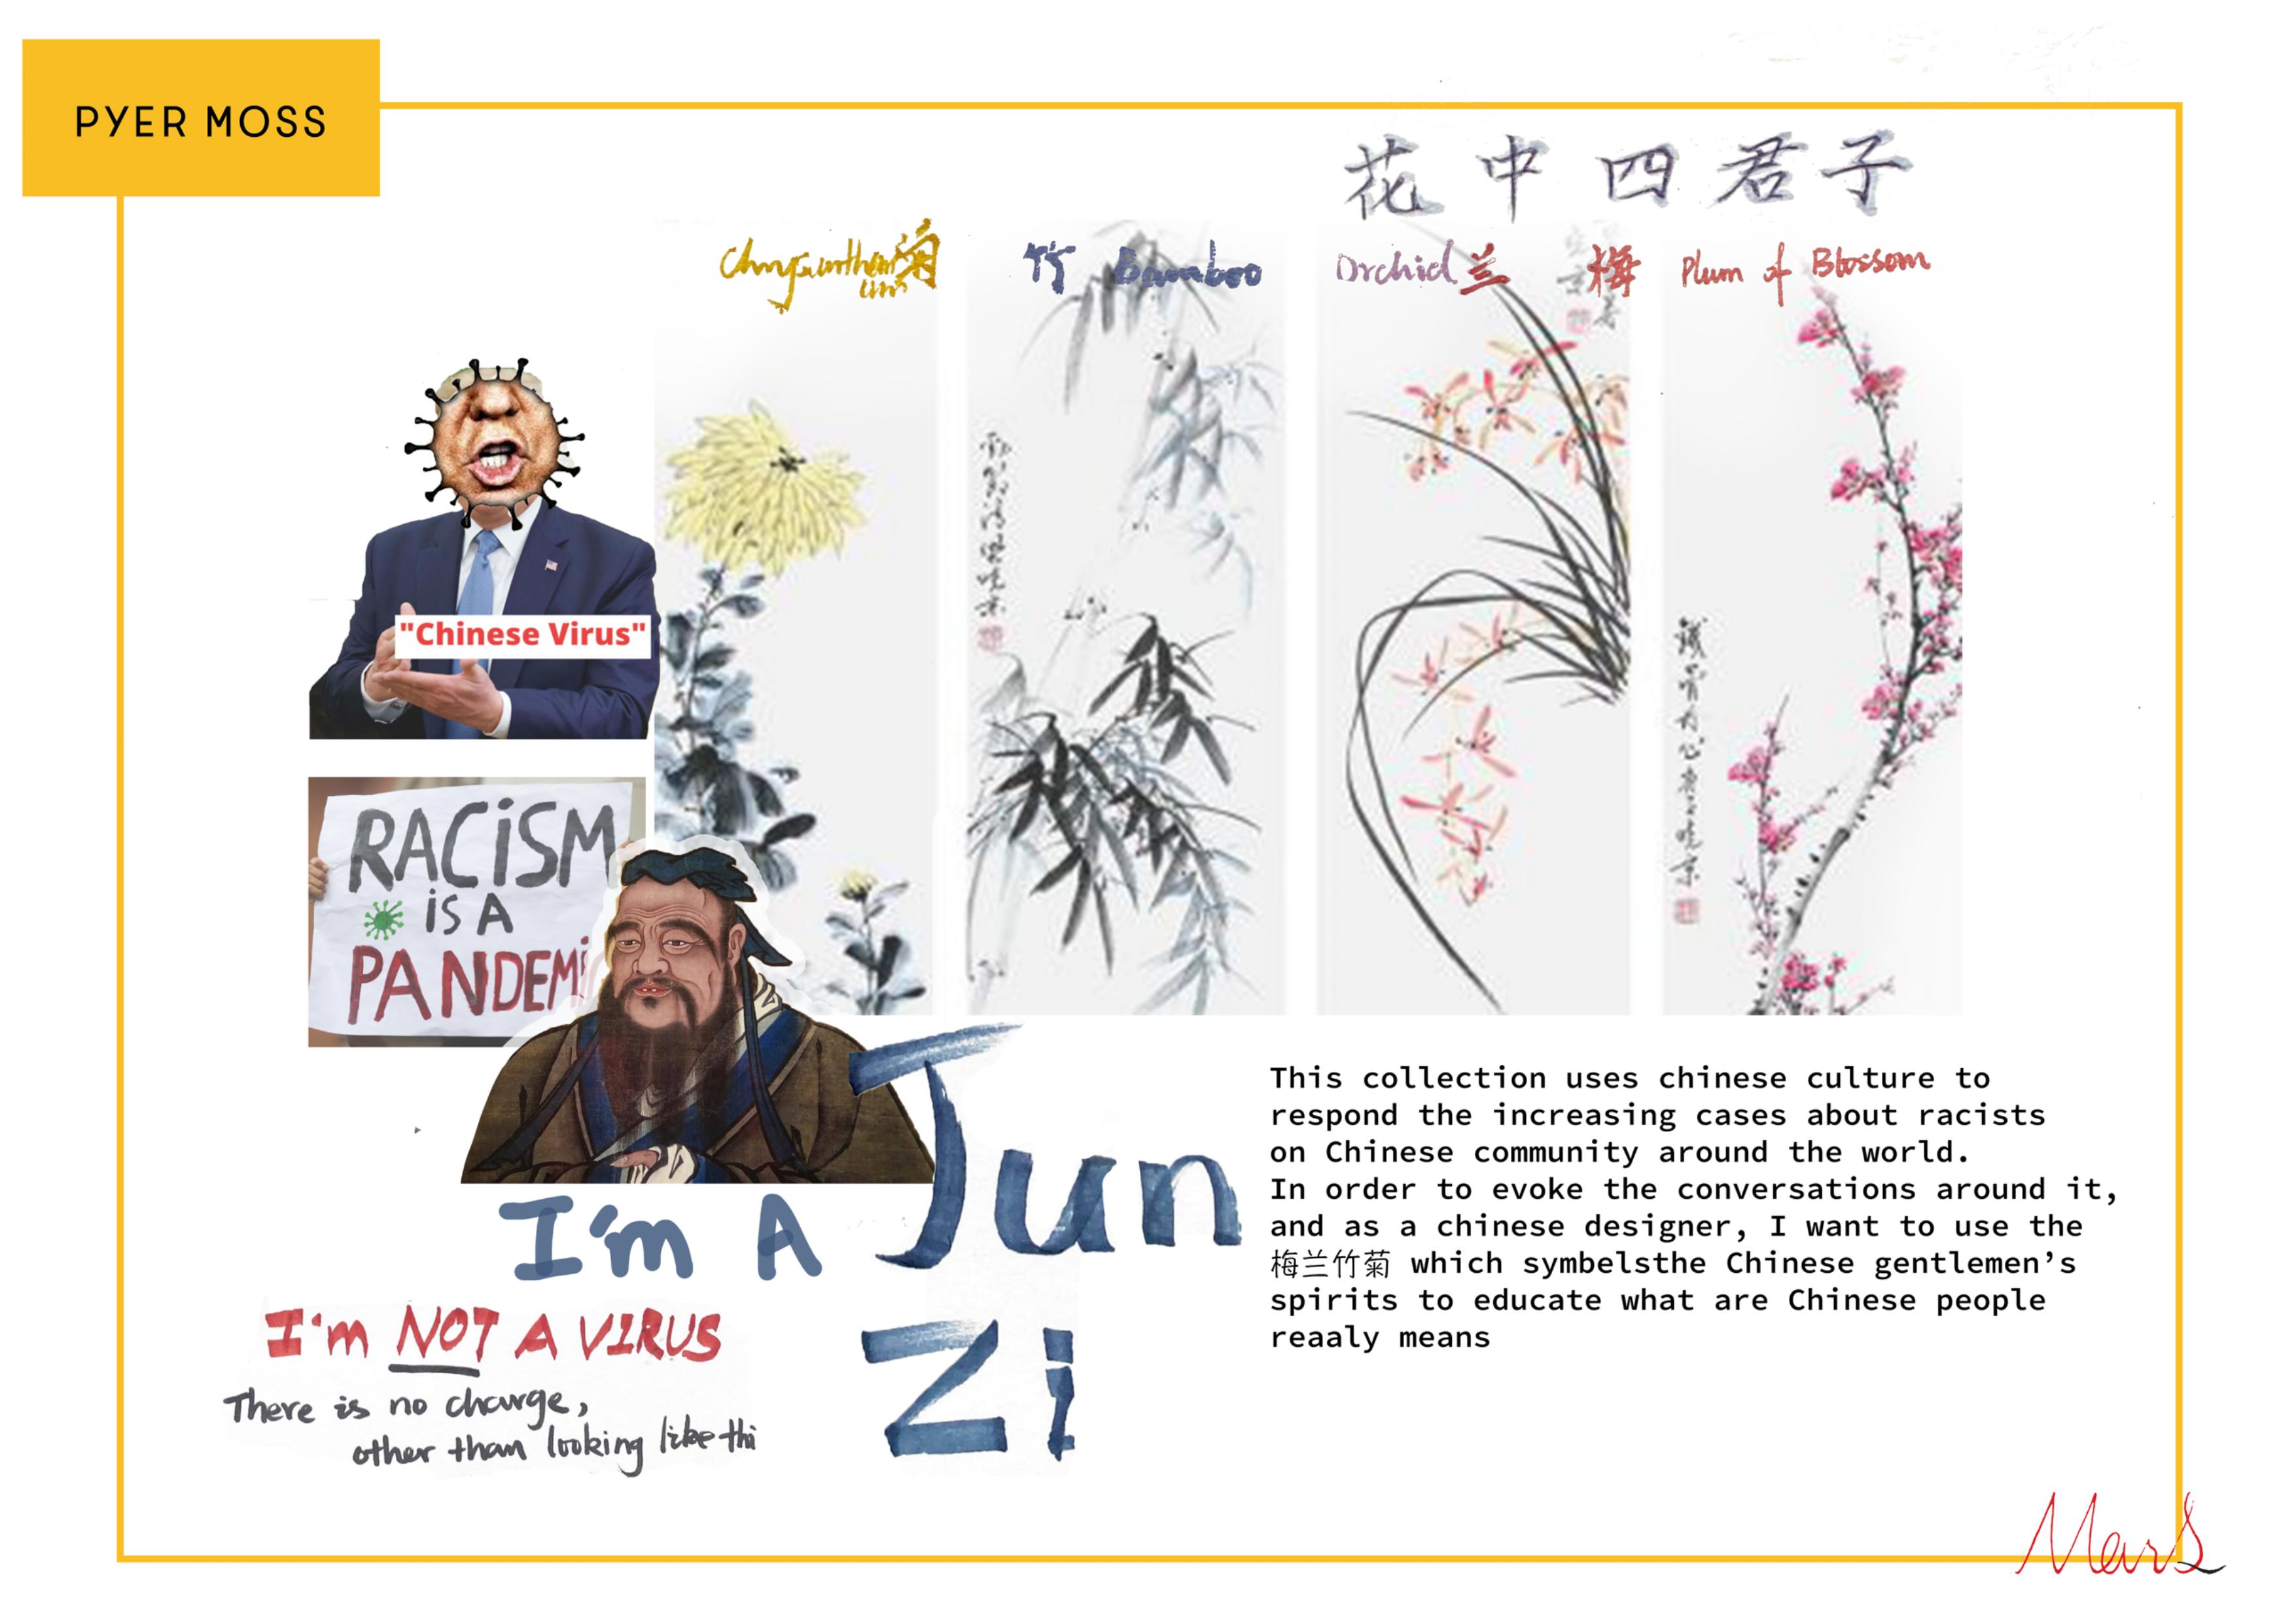 PYER MOSS
花中四君子
菊
竹 Bamboo
Orchid 兰
梅 Plum of Blossom
"Chinese Virus"
RACiSM
iS A
PANDEMi
I'm A Jun
Zi
I'm NOT A VIRUS
There is no charge,
other than looking like thi
This collection uses chinese culture to
respond the increasing cases about racists
on Chinese community around the world.
In order to evoke the conversations around it,
and as a chinese designer, I want to use the
梅兰竹菊 which symbelsthe Chinese gentlemen’s
spirits to educate what are Chinese people
reaaly means
MarS